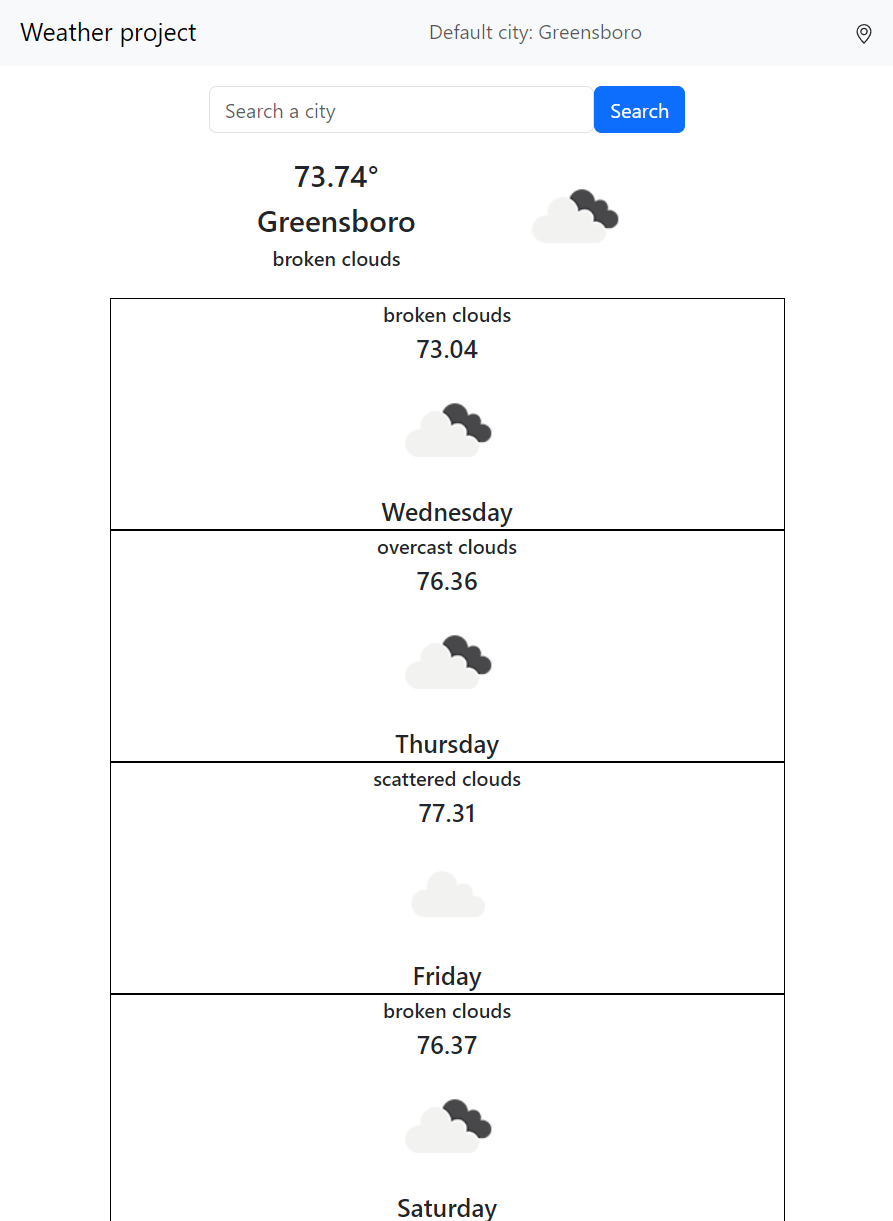 Weather project
Default city: Greensboro
Search a city
Search
73.74°
Greensboro
broken clouds
broken clouds
73.04
Wednesday
overcast clouds
76.36
Thursday
scattered clouds
77.31
Friday
broken clouds
76.37
Saturday